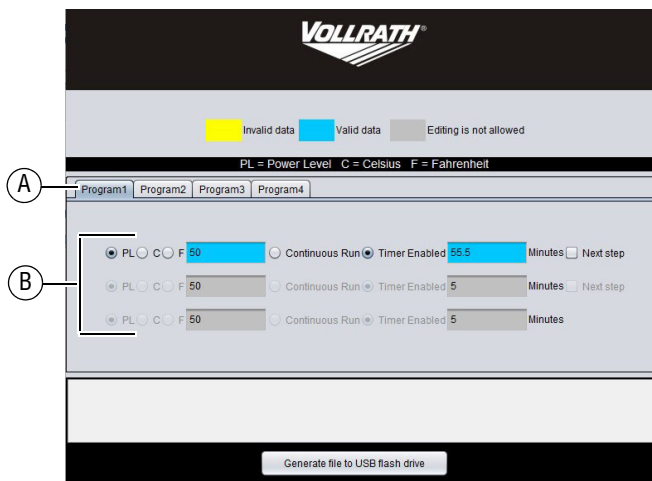 VOLLRATH®
Invalid data Valid data Editing is not allowed
PL = Power Level C = Celsius F = Fahrenheit
A
Program1 Program2 Program3 Program4
B
PL C F 50 Continuous Run Timer Enabled 55.5 Minutes Next step
PL C F 50 Continuous Run Timer Enabled 5 Minutes Next step
PL C F 50 Continuous Run Timer Enabled 5 Minutes
Generate file to USB flash drive